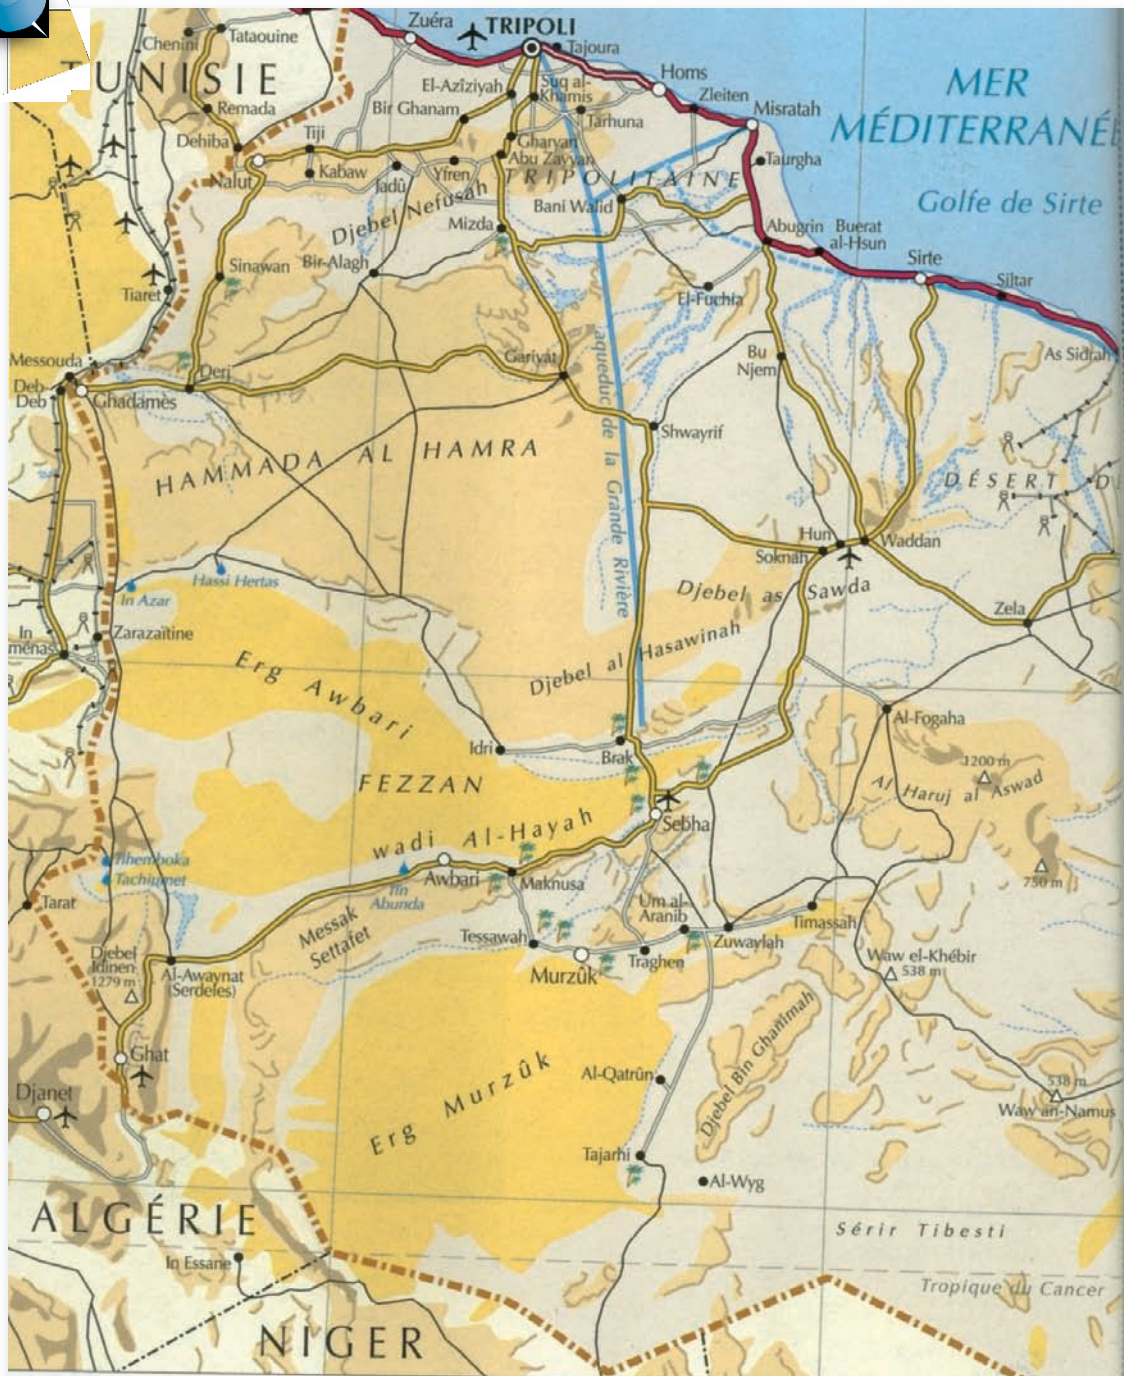 Zuéra
TRIPOLI
Tajoura
Chenini
Tataouine
TUNISIE
El-Azîziyah
Suq al-
Khamis
Homs
Zleiten
Misratah
MER
MÉDITERRANÉE
Remada
Bir Ghanam
Tarhuna
Dehiba
Tiji
Gharyan
Abu Zayyan
Taurgha
Nalut
Kabaw
Jadû
Yfren
TRIPOLITAINE
Golfe de Sirte
Djebel Nefusah
Bani Walid
Mizda
Abugrin
Buerat
al-Hsun
Sinawan
Bir-Alagh
Sirte
Tiaret
El-Fuchia
Siltar
Messouda
Deb-
Deb
Ghadamès
Derj
Gariyat
Bu
Njem
As Sidrah
aqueduc de la Grande Rivière
Shwayrif
HAMMADA AL HAMRA
DÉSERT D
Hun
Soknah
Waddan
Hassi Hertas
In Azar
Djebel as Sawda
Zela
In
ménas
Zarazaïtine
Djebel al Hasawinah
Erg Awbari
Al-Fogaha
Idri
Brak
1200 m
Al Haruj al Aswad
FEZZAN
Sebha
wadi Al-Hayah
Awbari
Tin
Abunda
Maknusa
750 m
Tarat
Messak
Settafet
Um al-
Aranib
Timassah
Tessawah
Traghen
Zuwaylah
Murzûk
Waw el-Khébir
538 m
Djebel
Idinen
1279 m
Al-Awaynat
(Serdeles)
Ghat
Djanet
Al-Qatrûn
Djebel Bin Ghanimah
538 m
Waw an-Namus
Erg Murzûk
Tajarhi
Al-Wyg
ALGÉRIE
Sérir Tibesti
In Essane
Tropique du Cancer
NIGER